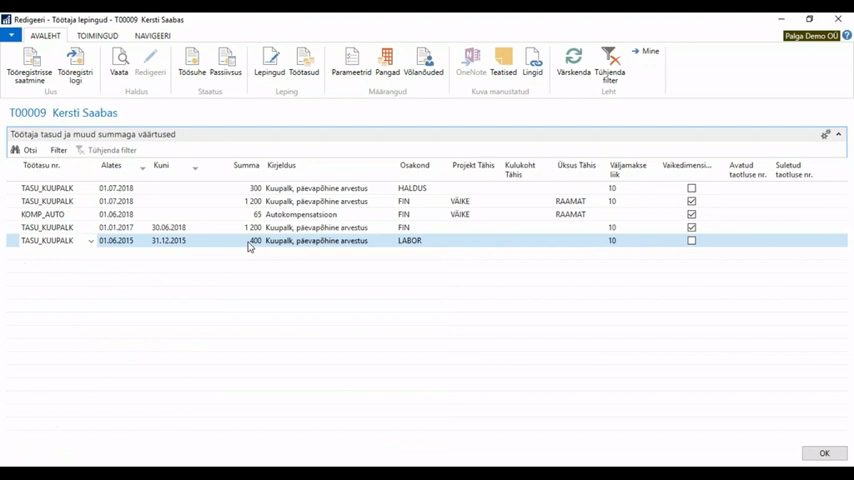 Redigeeri - Töötaja lepingud - T00009 Kersti Saabas
AVALEHT TOIMINGUD NAVIGEERI
Palga Demo OÜ
Tööregistrisse saatmine
Tööregistri logi
Vaata
Redigeeri
Töösuhe
Passiivsus
Lepingud
Töötasud
Parameetrid
Pangad
Võlanõuded
OneNote
Teatised
Lingid
Värskenda
Tühjenda filter
Mine
Uus
Haldus
Staatus
Leping
Määrangud
Kuva manustatud
Leht
T00009 Kersti Saabas
Töötaja tasud ja muud summaga väärtused
Otsi Filter Tühjenda filter
Töötasu nr. Alates Kuni Summa Kirjeldus Osakond Projekt Tähis Kulukoht Tähis Üksus Tähis Väljamakse liik Vaikedimensi... Avatud taotluse nr. Suletud taotluse nr.
TASU_KUUPALK 01.07.2018 300 Kuupalk, päevapõhine arvestus HALDUS 10
TASU_KUUPALK 01.07.2018 1 200 Kuupalk, päevapõhine arvestus FIN VÄIKE RAAMAT 10
KOMP_AUTO 01.06.2018 65 Autokompensatsioon FIN VÄIKE RAAMAT
TASU_KUUPALK 01.01.2017 30.06.2018 1 200 Kuupalk, päevapõhine arvestus FIN 10
TASU_KUUPALK 01.06.2015 31.12.2015 400 Kuupalk, päevapõhine arvestus LABOR 10
OK